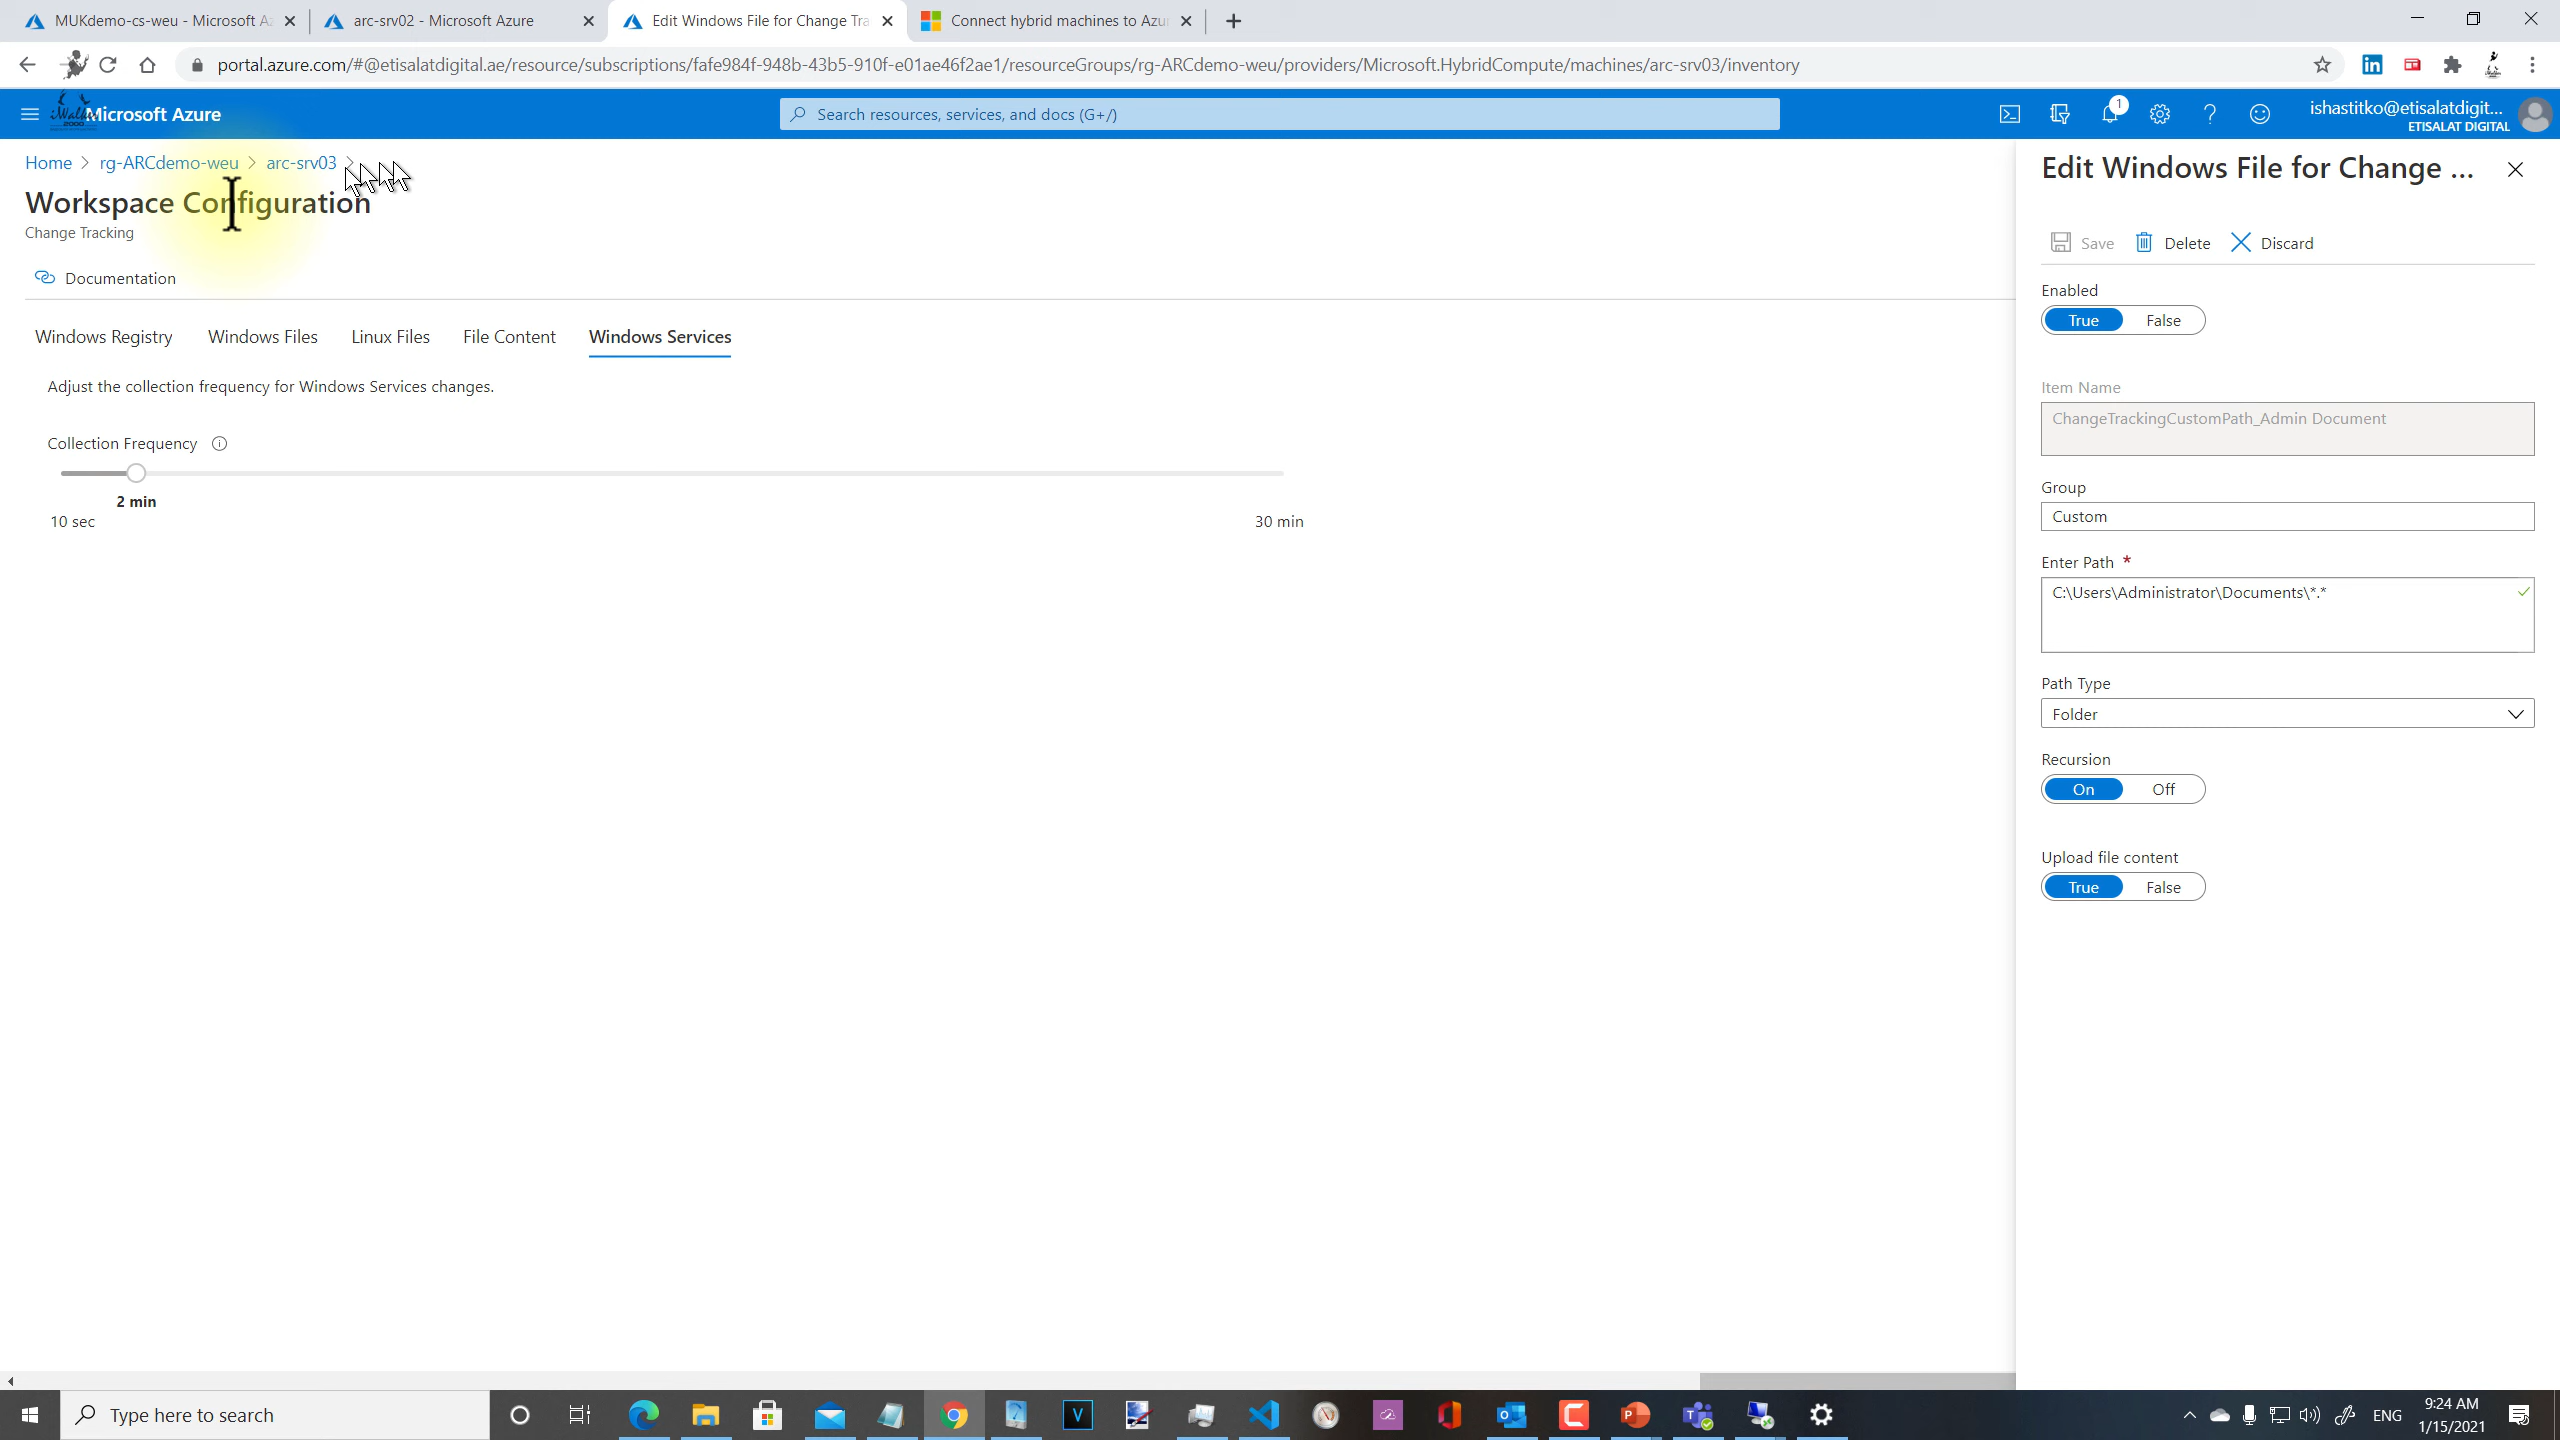 MUKdemo-cs-weu - Microsoft Az
arc-srv02 - Microsoft Azure
Edit Windows File for Change Tra
Connect hybrid machines to Azu
portal.azure.com/#@etisalatdigital.ae/resource/subscriptions/fafe984f-948b-43b5-910f-e01ae46f2ae1/resourceGroups/rg-ARCdemo-weu/providers/Microsoft.HybridCompute/machines/arc-srv03/inventory
Microsoft Azure
Search resources, services, and docs (G+/)
1
ishastitko@etisalatdigit...
ETISALAT DIGITAL
Home > rg-ARCdemo-weu > arc-srv03 >
Workspace Configuration
Change Tracking
Documentation
Windows Registry
Windows Files
Linux Files
File Content
Windows Services
Adjust the collection frequency for Windows Services changes.
Collection Frequency
2 min
10 sec
30 min
Edit Windows File for Change ...
Save
Delete
Discard
Enabled
True
False
Item Name
ChangeTrackingCustomPath_Admin Document
Group
Custom
Enter Path *
C:\Users\Administrator\Documents\*.*
Path Type
Folder
Recursion
On
Off
Upload file content
True
False
Type here to search
ENG
9:24 AM
1/15/2021